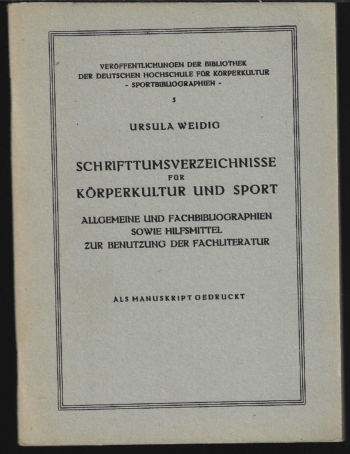 VERÖFFENTLICHUNGEN DER BIBLIOTHEK
DER DEUTSCHEN HOCHSCHULE FÜR KÖRPERKULTUR
- SPORTBIBLIOGRAPHIEN -
5
URSULA WEIDIG
SCHRIFTTUMSVERZEICHNISSE
FÜR
KÖRPERKULTUR UND SPORT
ALLGEMEINE UND FACHBIBLIOGRAPHIEN
SOWIE HILFSMITTEL
ZUR BENUTZUNG DER FACHLITERATUR
ALS MANUSKRIPT GEDRUCKT